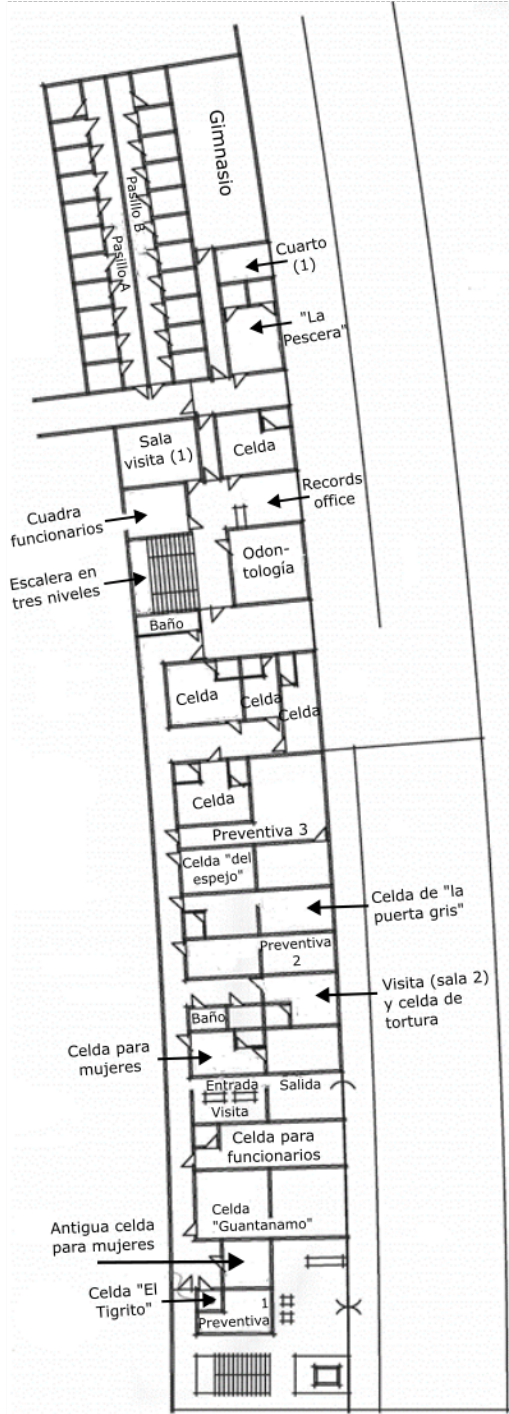 Gimnasio
Pasillo B
Pasillo A
Cuarto
(1)
"La
Pescera"
Sala
visita (1)
Celda
Records
office
Cuadra
funcionarios
Odon-
tología
Escalera en
tres niveles
Baño
Celda
Celda
Celda
Celda
Preventiva 3
Celda "del
espejo"
Celda de "la
puerta gris"
Preventiva
2
Visita (sala 2)
y celda de
tortura
Baño
Celda para
mujeres
Entrada
Salida
Visita
Celda para
funcionarios
Celda
"Guantanamo"
Antigua celda
para mujeres
Celda "El
Tigrito"
1
Preventiva